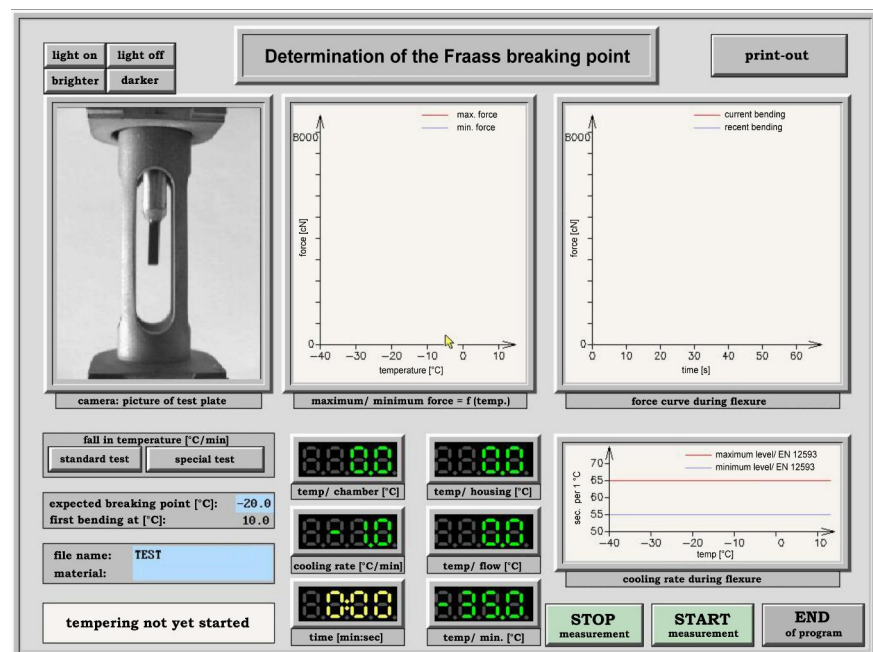 light on light off
brighter darker
Determination of the Fraass breaking point
print-out
max. force
min. force
8000
force [cN]
0
-40 -30 -20 -10 0 10
temperature [°C]
current bending
recent bending
8000
force [cN]
0
0 10 20 30 40 50 60
time [s]
camera: picture of test plate
maximum/ minimum force = f (temp.)
force curve during flexure
fall in temperature [°C/min]
standard test special test
expected breaking point [°C]: -20.0
first bending at [°C]: 10.0
file name: TEST
material:
tempering not yet started
0.0
temp/ chamber [°C]
0.0
temp/ housing [°C]
-1.0
cooling rate [°C/min]
0.0
temp/ flow [°C]
0:00
time [min:sec]
-35.0
temp/ min. [°C]
maximum level/ EN 12593
minimum level/ EN 12593
sec. per 1 °C
70
65
55
50
-40 -30 -20 -10 0 10
temp [°C]
cooling rate during flexure
STOP
measurement
START
measurement
END
of program